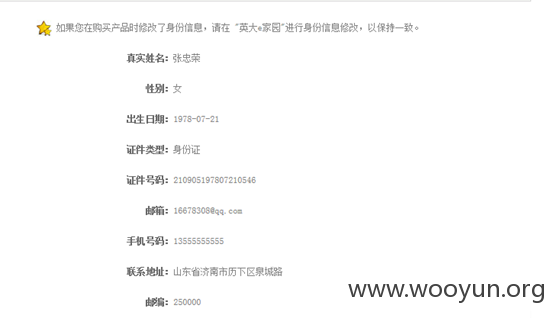 如果您在购买产品时修改了身份信息，请在“英大e家园”进行身份信息修改，以保持一致。
真实姓名：张忠荣
性别：女
出生日期：1978-07-21
证件类型：身份证
证件号码：210905197807210546
邮箱：16678308@qq.com
手机号码：13555555555
联系地址：山东省济南市历下区泉城路
邮编：250000
www.wooyun.org